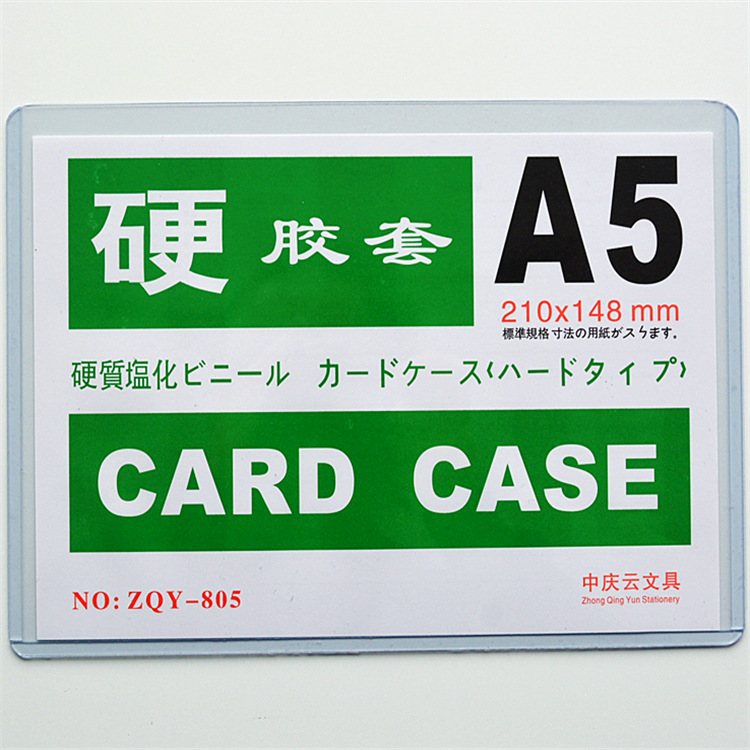 硬胶套
A5
210x148 mm
標準規格寸法の用紙がスㄣます。
硬質塩化ビニール カードケース(ハードタイプ)
CARD CASE
NO: ZQY-805
中庆云文具
Zhong Qing Yun Stationery